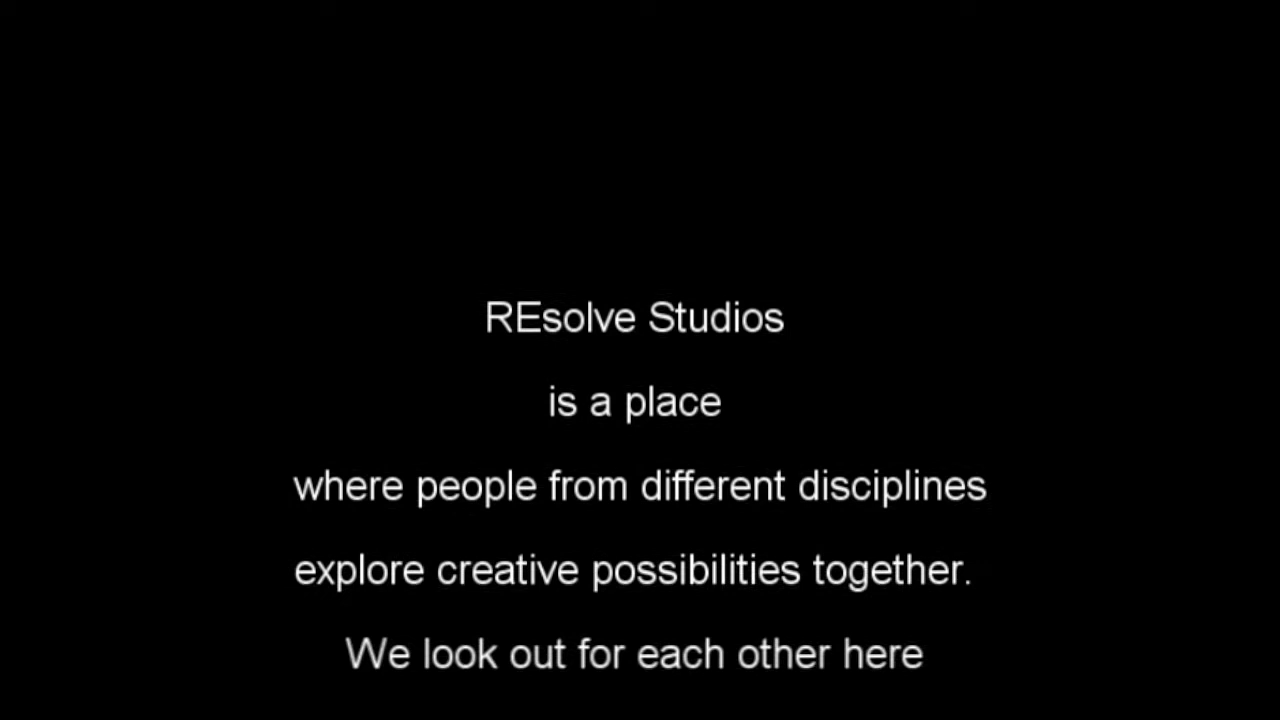 REsolve Studios
is a place
where people from different disciplines
explore creative possibilities together.
We look out for each other here